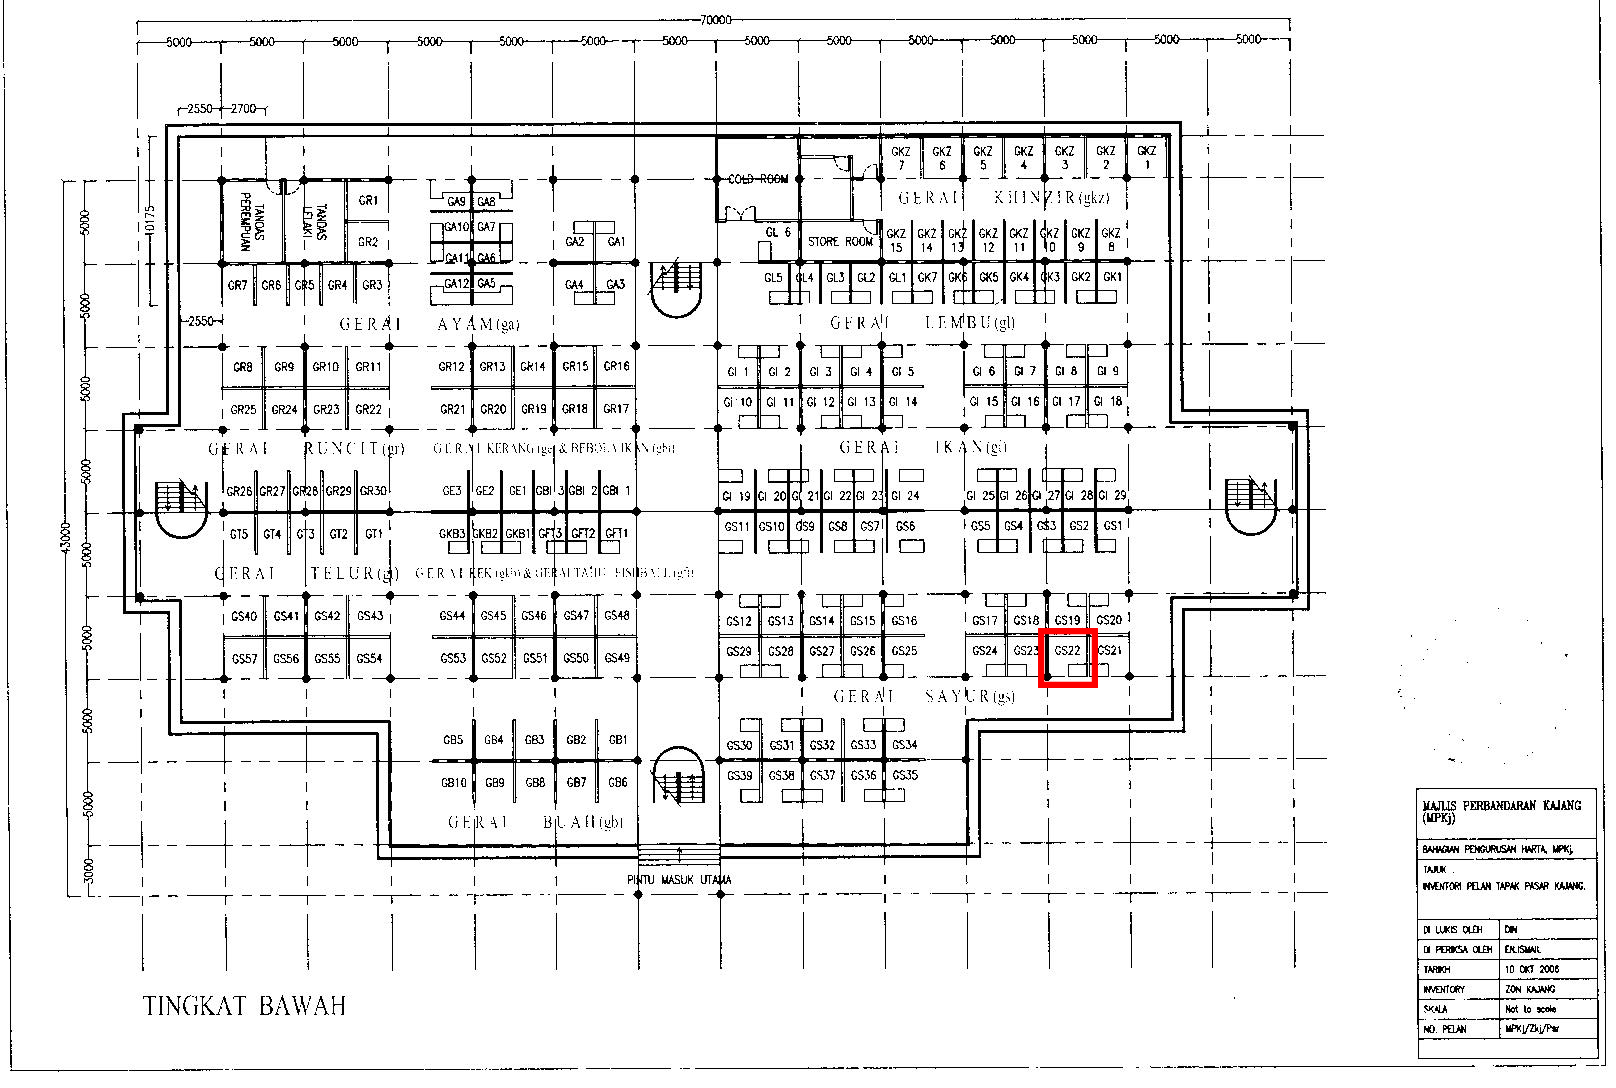 70000
5000 5000 5000 5000 5000 5000 5000 5000 5000 5000 5000 5000 5000 5000
2550 2700
GKZ 7 GKZ 6 GKZ 5 GKZ 4 GKZ 3 GKZ 2 GKZ 1
COLD ROOM
GERAI KHINZIR(gkz)
TANDAS PEREMPUAN
TANDAS LELAKI
GR1
GR2
GA9 GA8
GA10 GA7
GA11 GA6
GA12 GA5
GA2 GA1
GA4 GA3
GL 6
STORE ROOM
GKZ 15 GKZ 14 GKZ 13 GKZ 12 GKZ 11 GKZ 10 GKZ 9 GKZ 8
GR7 GR6 GR5 GR4 GR3
GL5 GL4 GL3 GL2 GL1 GK7 GK6 GK5 GK4 GK3 GK2 GK1
5000
10175
5000
2550
GERAI AYAM(ga)
GERAI LEMBU(gl)
GR8 GR9 GR10 GR11 GR12 GR13 GR14 GR15 GR16
GI 1 GI 2 GI 3 GI 4 GI 5 GI 6 GI 7 GI 8 GI 9
5000
GR25 GR24 GR23 GR22 GR21 GR20 GR19 GR18 GR17
GI 10 GI 11 GI 12 GI 13 GI 14 GI 15 GI 16 GI 17 GI 18
GERAI RUNCIT(gr)
GERAI KERANG(ge) & BEBOLA IKAN(gbi)
GERAI IKAN(gi)
5000
GR26 GR27 GR28 GR29 GR30 GE3 GE2 GE1 GBI 3 GBI 2 GBI 1
GI 19 GI 20 GI 21 GI 22 GI 23 GI 24 GI 25 GI 26 GI 27 GI 28 GI 29
GT5 GT4 GT3 GT2 GT1 GKB3 GKB2 GKB1 GFT3 GFT2 GFT1
GS11 GS10 GS9 GS8 GS7 GS6 GS5 GS4 GS3 GS2 GS1
43000
5000
GERAI TELUR(gt)
GS40 GS41 GS42 GS43 GS44 GS45 GS46 GS47 GS48
GS12 GS13 GS14 GS15 GS16 GS17 GS18 GS19 GS20
5000
GS57 GS56 GS55 GS54 GS53 GS52 GS51 GS50 GS49
GS29 GS28 GS27 GS26 GS25 GS24 GS23 GS22 GS21
GERAI SAYUR(gs)
5000
GB5 GB4 GB3 GB2 GB1
GS30 GS31 GS32 GS33 GS34
GB10 GB9 GB8 GB7 GB6
GS39 GS38 GS37 GS36 GS35
5000
GERAI BUAH(gb)
3000
PINTU MASUK UTAMA
TINGKAT BAWAH
MAJLIS PERBANDARAN KAJANG
(MPKj)
BAHAGIAN PENGURUSAN HARTA, MPKj.
TAJUK
INVENTORI PELAN TAPAK PASAR KAJANG.
DI LUKIS OLEH DIN
DI PERIKSA OLEH EN.ISMAIL
TARIKH 10 OKT 2006
INVENTORY ZON KAJANG
SKALA Not to scale
NO. PELAN MPKj/Zkj/Psr